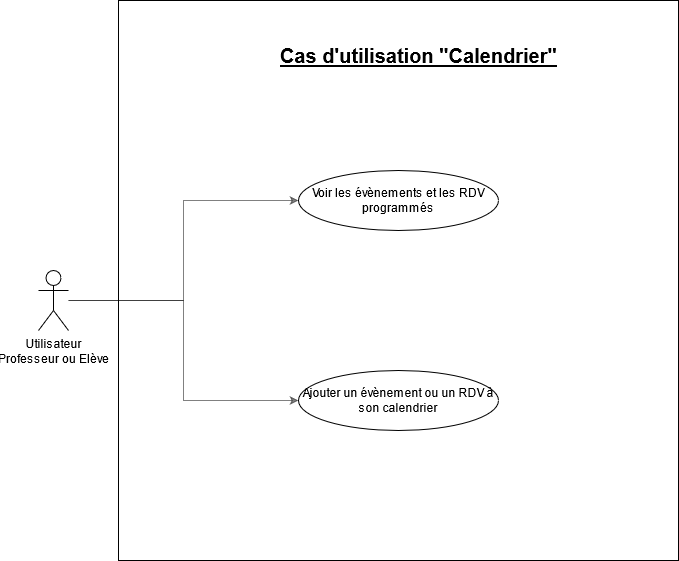 Cas d'utilisation "Calendrier"
Voir les évènements et les RDV
programmés
Utilisateur
Professeur ou Elève
Ajouter un évènement ou un RDV à
son calendrier